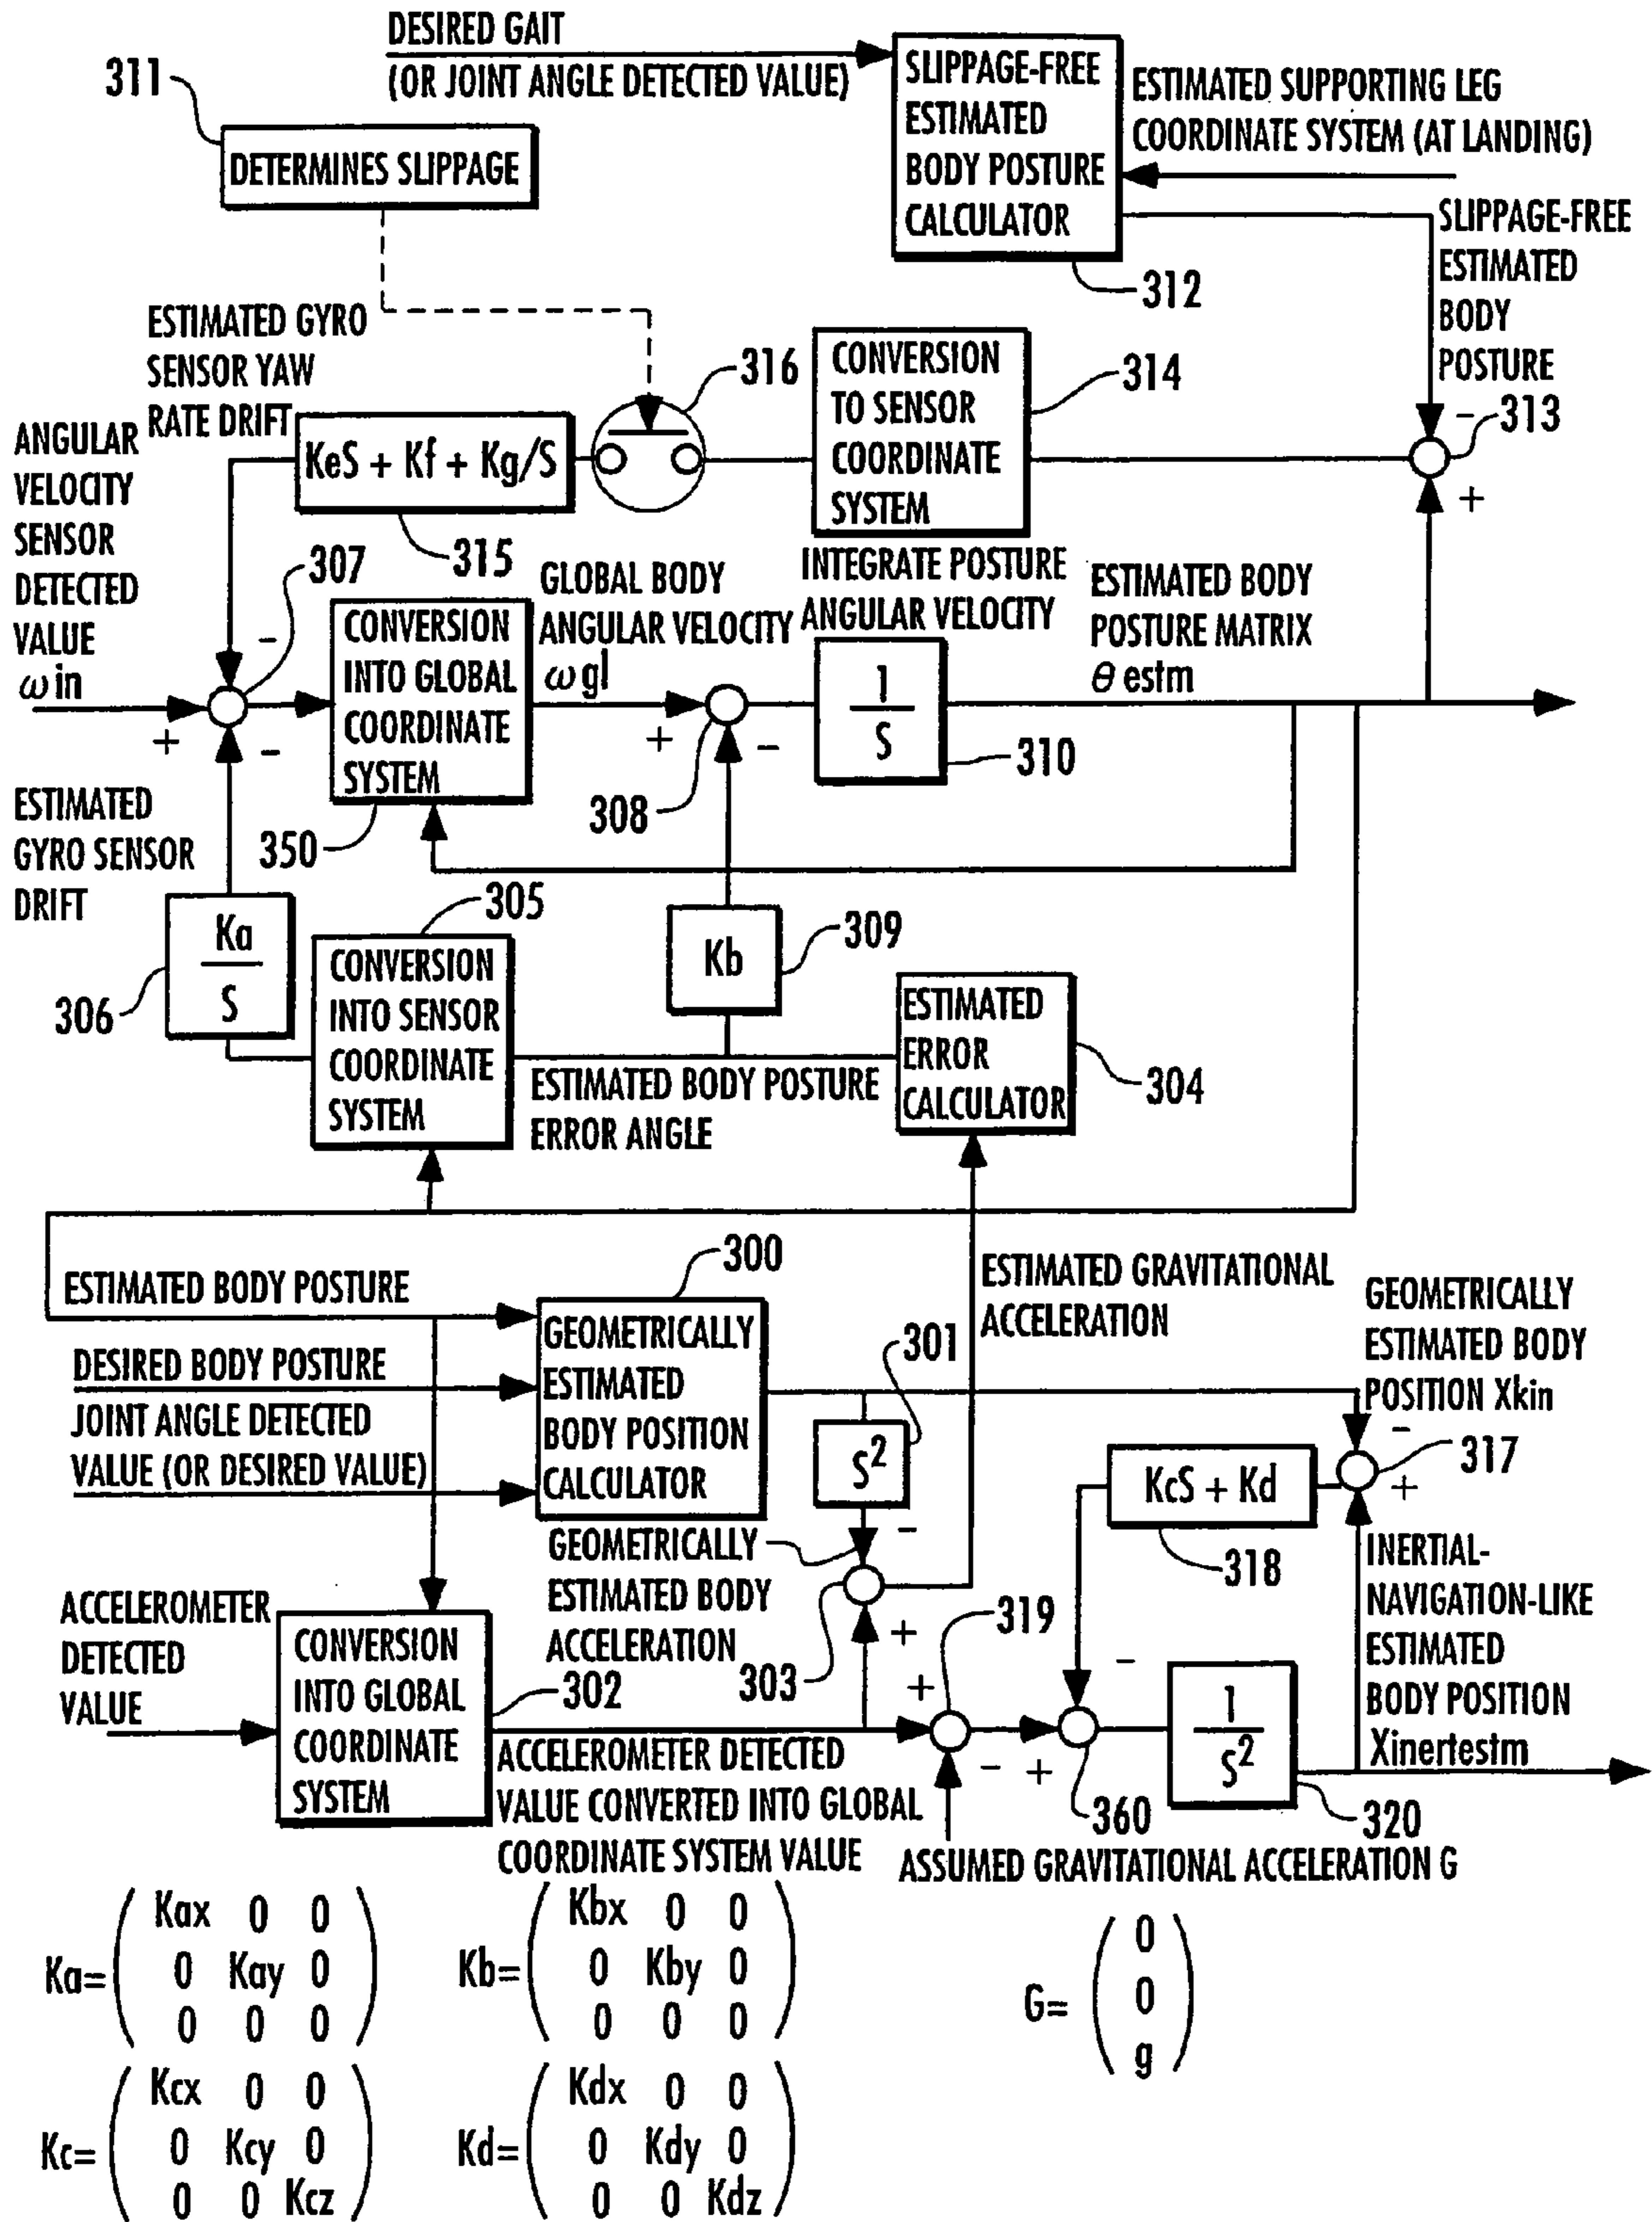 DESIRED GAIT
(OR JOINT ANGLE DETECTED VALUE)
311
DETERMINES SLIPPAGE
SLIPPAGE-FREE
ESTIMATED
BODY POSTURE
CALCULATOR
312
ESTIMATED SUPPORTING LEG
COORDINATE SYSTEM (AT LANDING)
SLIPPAGE-FREE
ESTIMATED
BODY
POSTURE
-
313
+
ESTIMATED GYRO
SENSOR YAW
RATE DRIFT
316
CONVERSION
TO SENSOR
COORDINATE
SYSTEM
314
KeS + Kf + Kg/S
315
ANGULAR
VELOCITY
SENSOR
DETECTED
VALUE
ωin
307
-
+
-
CONVERSION
INTO GLOBAL
COORDINATE
SYSTEM
350
GLOBAL BODY
ANGULAR VELOCITY
ωgl
+
-
308
INTEGRATE POSTURE
ANGULAR VELOCITY
1
S
310
ESTIMATED BODY
POSTURE MATRIX
θ estm
ESTIMATED
GYRO SENSOR
DRIFT
Ka
S
306
305
CONVERSION
INTO SENSOR
COORDINATE
SYSTEM
Kb
309
ESTIMATED BODY POSTURE
ERROR ANGLE
ESTIMATED
ERROR
CALCULATOR
304
ESTIMATED BODY POSTURE
DESIRED BODY POSTURE
JOINT ANGLE DETECTED
VALUE (OR DESIRED VALUE)
300
GEOMETRICALLY
ESTIMATED
BODY POSITION
CALCULATOR
301
S²
-
ESTIMATED GRAVITATIONAL
ACCELERATION
GEOMETRICALLY
ESTIMATED BODY
POSITION Xkin
-
317
+
KcS + Kd
318
GEOMETRICALLY
ESTIMATED BODY
ACCELERATION
303
+
INERTIAL-
NAVIGATION-LIKE
ESTIMATED
BODY POSITION
Xinertestm
ACCELEROMETER
DETECTED
VALUE
CONVERSION
INTO GLOBAL
COORDINATE
SYSTEM
302
ACCELEROMETER DETECTED
VALUE CONVERTED INTO GLOBAL
COORDINATE SYSTEM VALUE
319
+
-
+
-
360
1
S²
320
ASSUMED GRAVITATIONAL ACCELERATION G
Ka= ( Kax 0 0
0 Kay 0
0 0 0 )
Kb= ( Kbx 0 0
0 Kby 0
0 0 0 )
G= ( 0
0
g )
Kc= ( Kcx 0 0
0 Kcy 0
0 0 Kcz )
Kd= ( Kdx 0 0
0 Kdy 0
0 0 Kdz )